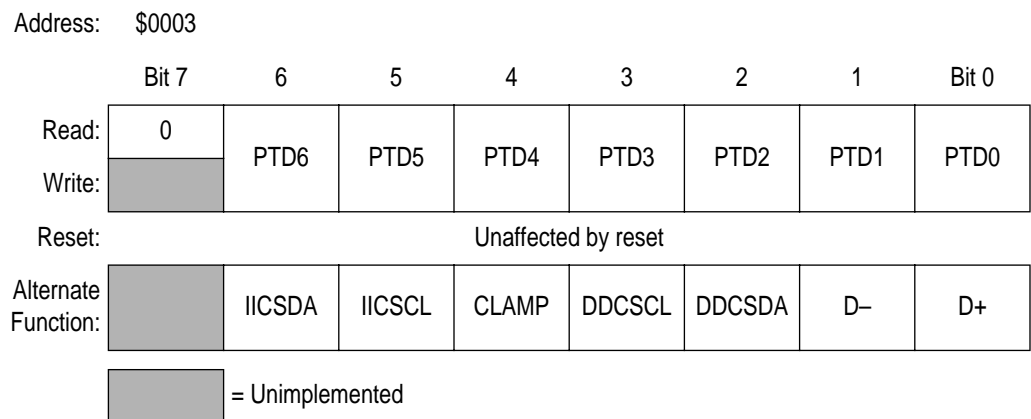 Address: $0003
Bit 7 6 5 4 3 2 1 Bit 0
Read: 0 PTD6 PTD5 PTD4 PTD3 PTD2 PTD1 PTD0
Write:
Reset: Unaffected by reset
Alternate Function: IICSDA IICSCL CLAMP DDCSCL DDCSDA D– D+
= Unimplemented